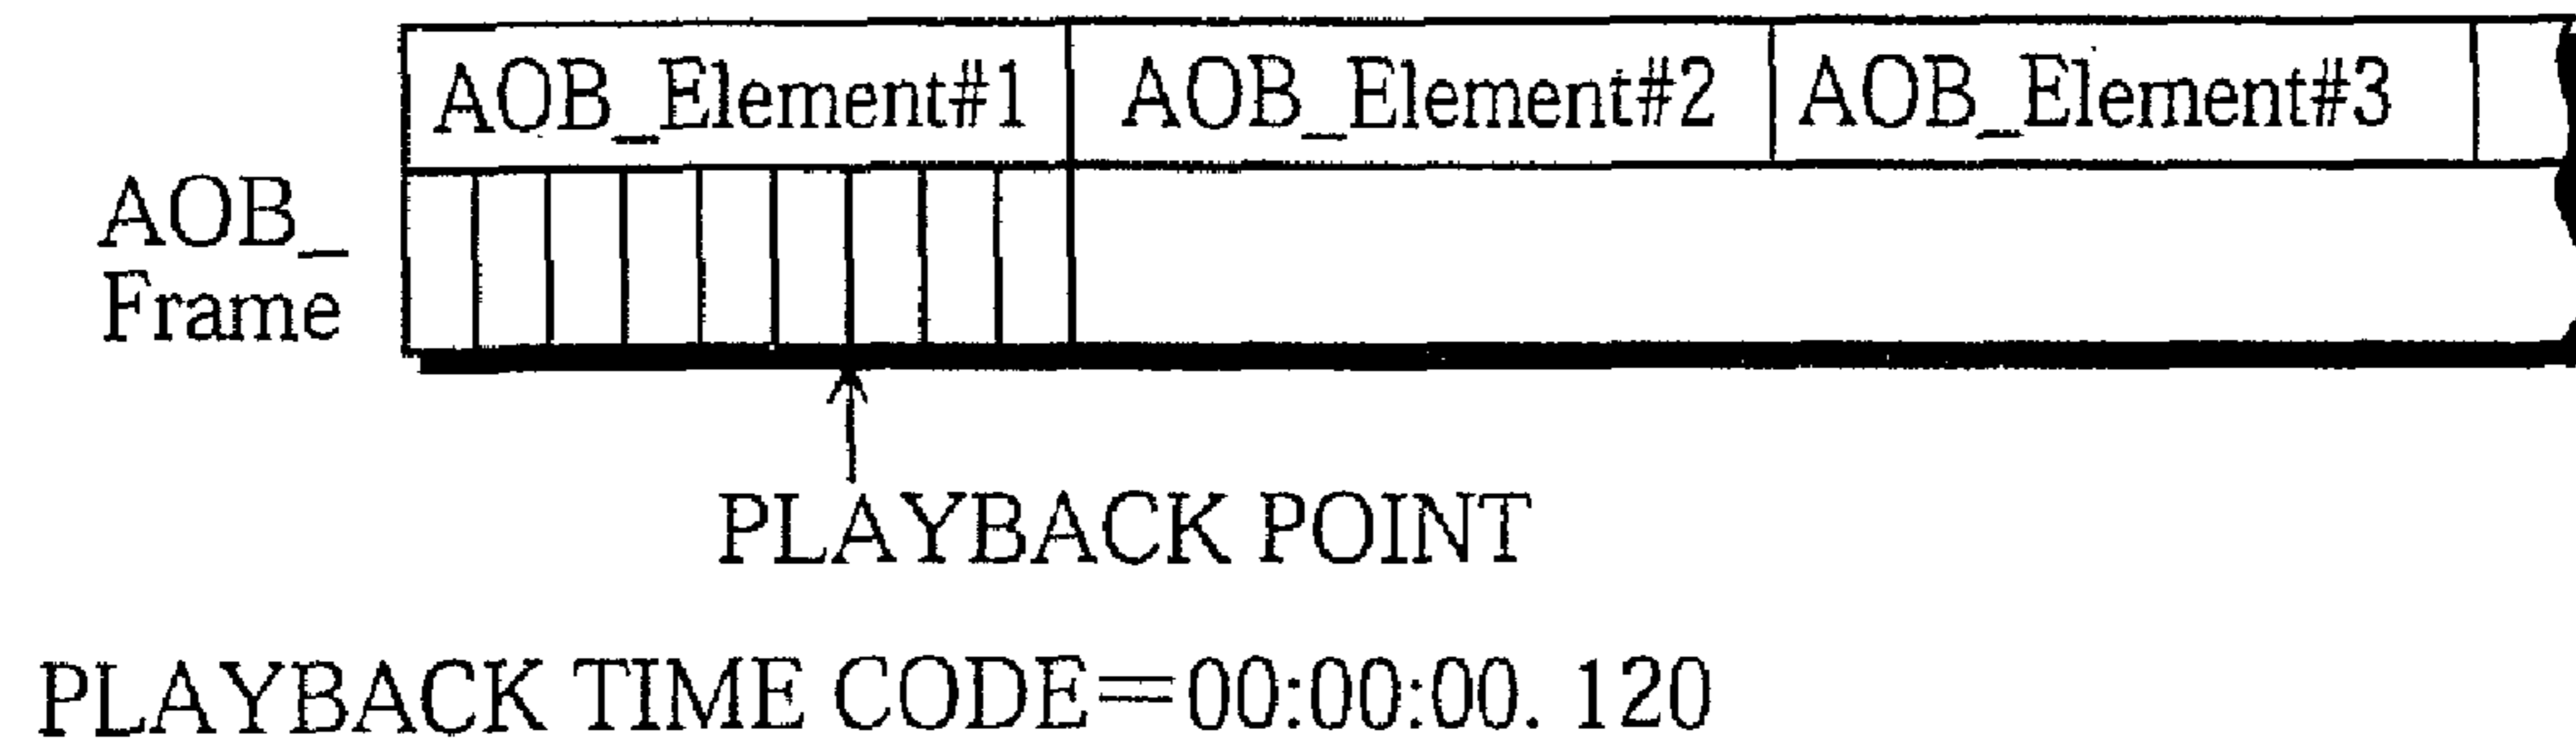 AOB_Element#1 AOB_Element#2 AOB_Element#3
AOB_
Frame
PLAYBACK POINT
PLAYBACK TIME CODE=00:00:00. 120